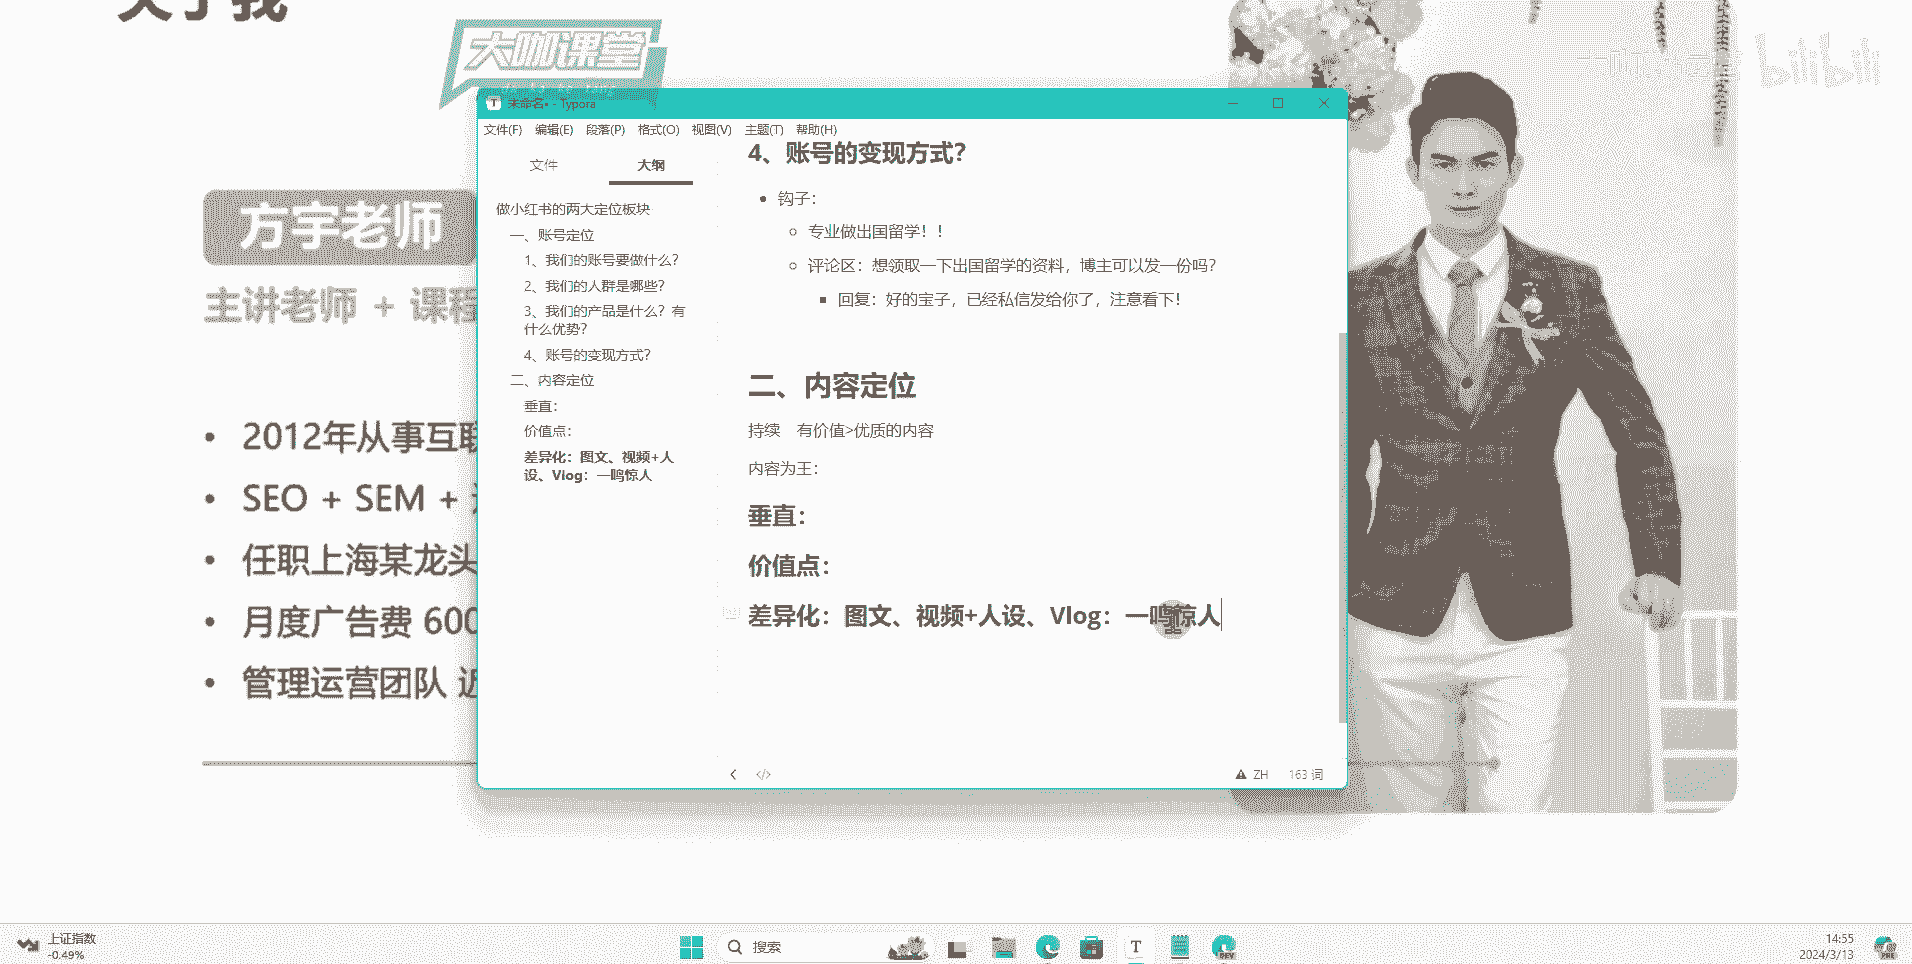 关于我
大咖课堂
bilibili
方宇老师
主讲老师 + 课程
2012年从事互联
SEO + SEM +
任职上海某龙头
月度广告费 600
管理运营团队 近
未命名• - Typora
文件(F) 编辑(E) 段落(P) 格式(O) 视图(V) 主题(T) 帮助(H)
文件 大纲
做小红书的两大定位板块
一、账号定位
1、我们的账号要做什么？
2、我们的人群是哪些？
3、我们的产品是什么？有
什么优势？
4、账号的变现方式？
二、内容定位
垂直：
价值点：
差异化：图文、视频+人
设、Vlog：一鸣惊人
4、账号的变现方式？
钩子：
专业做出国留学！！
评论区：想领取一下出国留学的资料，博主可以发一份吗？
回复：好的宝子，已经私信发给你了，注意看下！
二、内容定位
持续 有价值>优质的内容
内容为王：
垂直：
价值点：
差异化：图文、视频+人设、Vlog：一鸣惊人
ZH 163 词
上证指数
-0.49%
搜索
14:55
2024/3/13